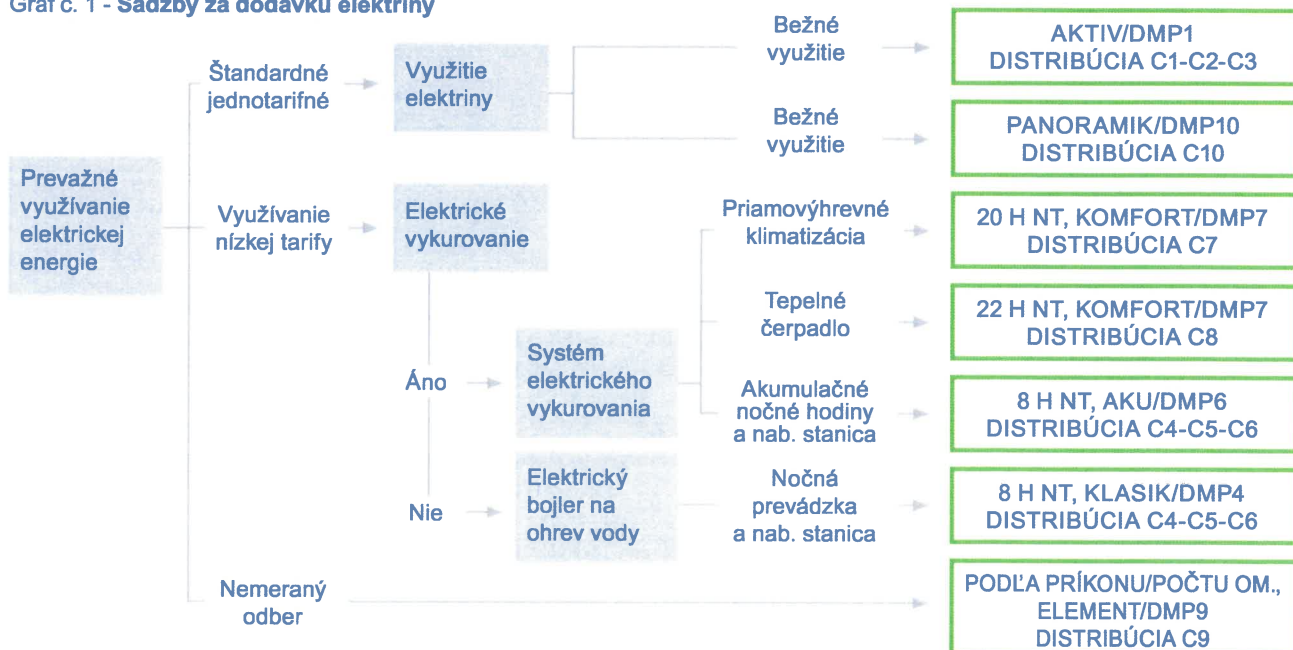 Graf č. 1 - Sadzby za dodávku elektriny
Prevažné
využívanie
elektrickej
energie
Štandardné
jednotarifné
Využitie
elektriny
Bežné
využitie
AKTIV/DMP1
DISTRIBÚCIA C1-C2-C3
Bežné
využitie
PANORAMIK/DMP10
DISTRIBÚCIA C10
Využívanie
nízkej tarify
Elektrické
vykurovanie
Áno
Systém
elektrického
vykurovania
Priamovýhrevné
klimatizácia
20 H NT, KOMFORT/DMP7
DISTRIBÚCIA C7
Tepelné
čerpadlo
22 H NT, KOMFORT/DMP7
DISTRIBÚCIA C8
Akumulačné
nočné hodiny
a nab. stanica
8 H NT, AKU/DMP6
DISTRIBÚCIA C4-C5-C6
Nie
Elektrický
bojler na
ohrev vody
Nočná
prevádzka
a nab. stanica
8 H NT, KLASIK/DMP4
DISTRIBÚCIA C4-C5-C6
Nemeraný
odber
PODĽA PRÍKONU/POČTU OM.,
ELEMENT/DMP9
DISTRIBÚCIA C9